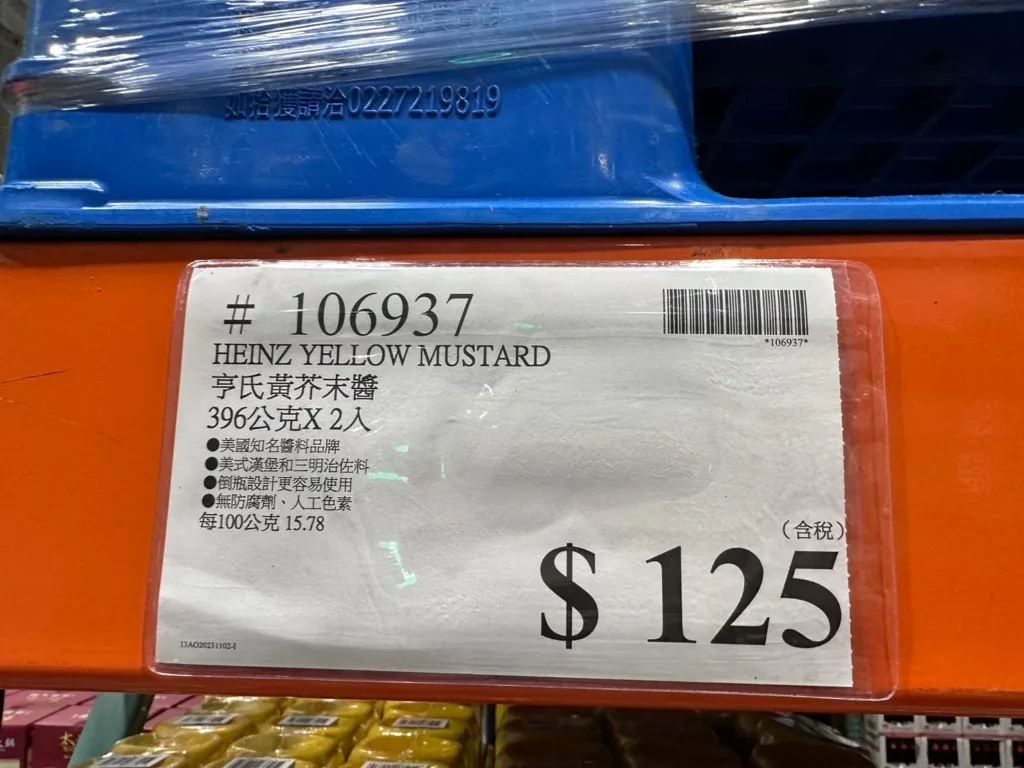 如拾獲請洽0227219819
# 106937
*106937*
HEINZ YELLOW MUSTARD
亨氏黃芥末醬
396公克X 2入
●美國知名醬料品牌
●美式漢堡和三明治佐料
●倒瓶設計更容易使用
●無防腐劑、人工色素
每100公克 15.78
(含稅)
$ 125
13AO20231102-1